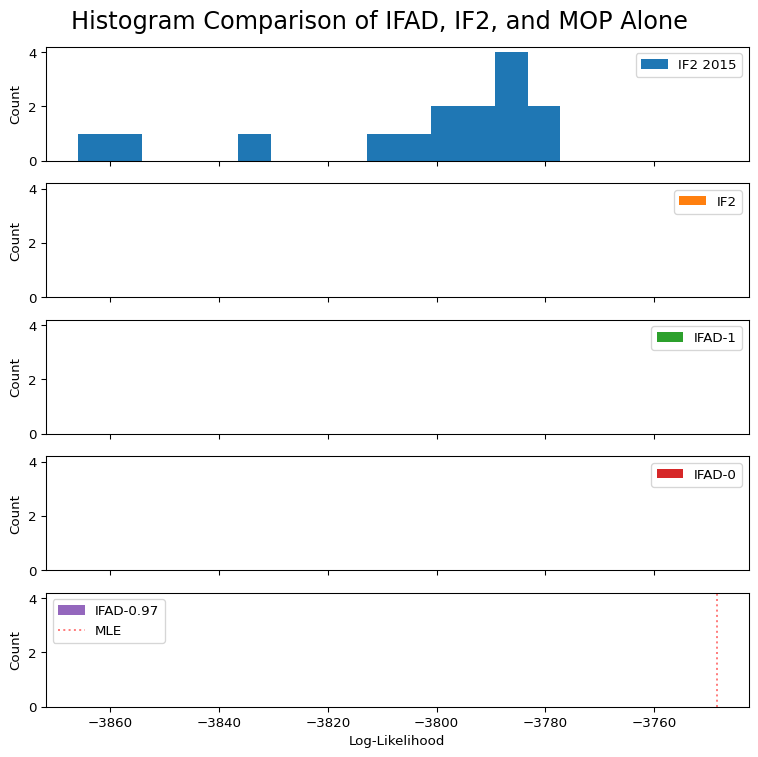 Histogram Comparison of IFAD, IF2, and MOP Alone
4
2
0
Count
IF2 2015
4
2
0
Count
IF2
4
2
0
Count
IFAD-1
4
2
0
Count
IFAD-0
4
2
0
Count
IFAD-0.97
MLE
−3860 −3840 −3820 −3800 −3780 −3760
Log-Likelihood